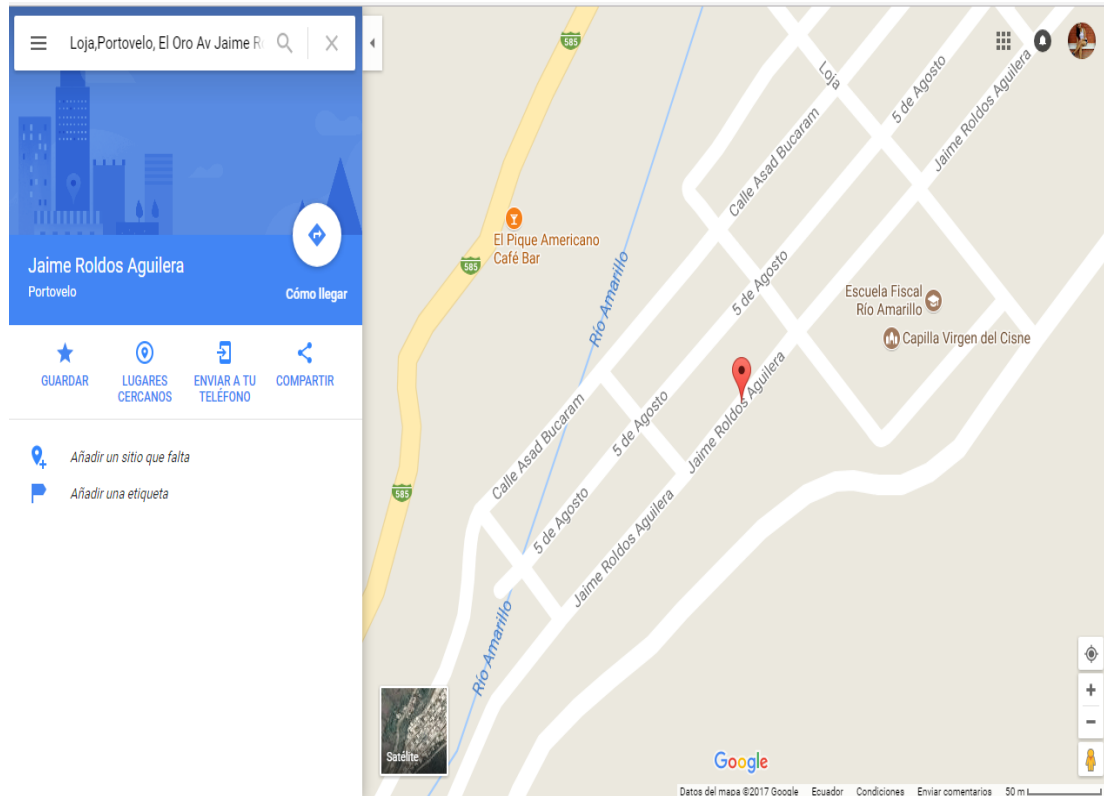 Loja,Portovelo, El Oro Av Jaime R
Jaime Roldos Aguilera
Portovelo
Cómo llegar
GUARDAR
LUGARES
CERCANOS
ENVIAR A TU
TELÉFONO
COMPARTIR
Añadir un sitio que falta
Añadir una etiqueta
585
Loja
5 de Agosto
Jaime Roldos Aguilera
Calle Asad Bucaram
El Pique Americano
Café Bar
585
Río Amarillo
5 de Agosto
Escuela Fiscal
Río Amarillo
Capilla Virgen del Cisne
Jaime Roldos Aguilera
Calle Asad Bucaram
5 de Agosto
585
5 de Agosto
Jaime Roldos Aguilera
Río Amarillo
Satélite
Google
Datos del mapa ©2017 Google Ecuador Condiciones Enviar comentarios 50 m